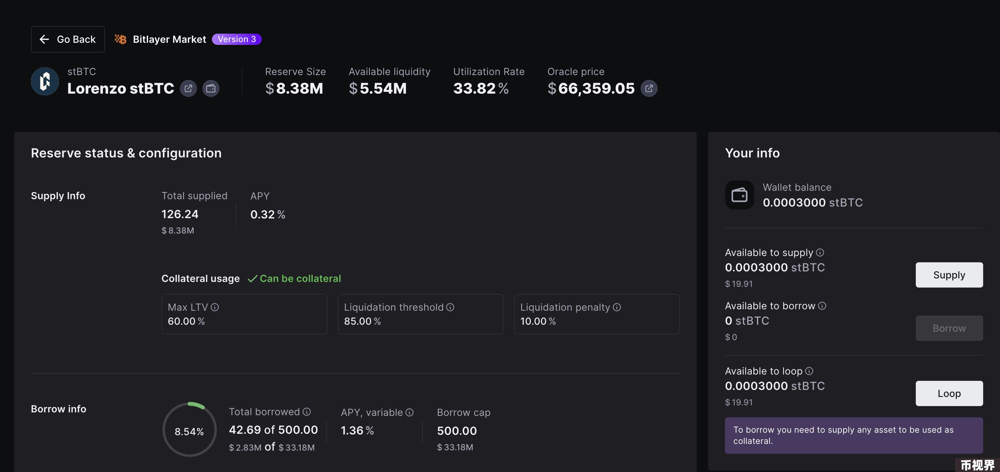 Go Back
Bitlayer Market
Version 3
stBTC
Lorenzo stBTC
Reserve Size
$8.38M
Available liquidity
$5.54M
Utilization Rate
33.82%
Oracle price
$66,359.05
Reserve status & configuration
Supply Info
Total supplied
126.24
$8.38M
APY
0.32%
Collateral usage
Can be collateral
Max LTV
60.00%
Liquidation threshold
85.00%
Liquidation penalty
10.00%
Borrow info
8.54%
Total borrowed
42.69 of 500.00
$2.83M of $33.18M
APY, variable
1.36%
Borrow cap
500.00
$33.18M
Your info
Wallet balance
0.0003000 stBTC
Available to supply
0.0003000 stBTC
$19.91
Supply
Available to borrow
0 stBTC
$0
Borrow
Available to loop
0.0003000 stBTC
$19.91
Loop
To borrow you need to supply any asset to be used as
collateral.
币视界